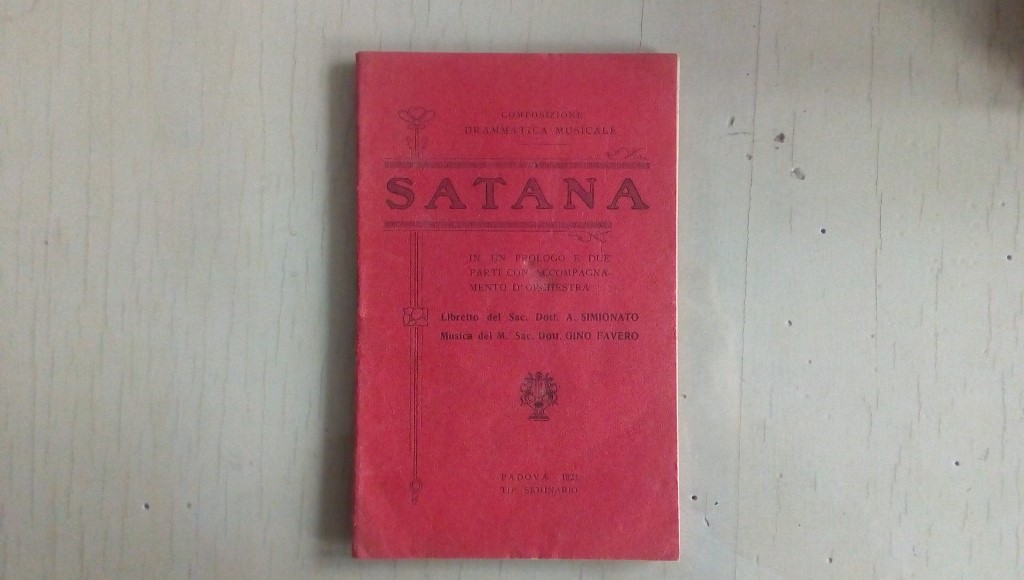 COMPOSIZIONE
DRAMMATICA MUSICALE
SATANA
IN UN PROLOGO E DUE
PARTI CON ACCOMPAGNA-
MENTO D'ORCHESTRA
Libretto del Sac. Dott. A. SIMIONATO
Musica del M. Sac. Dott. GINO FAVERO
PADOVA 1921
TIP. SEMINARIO